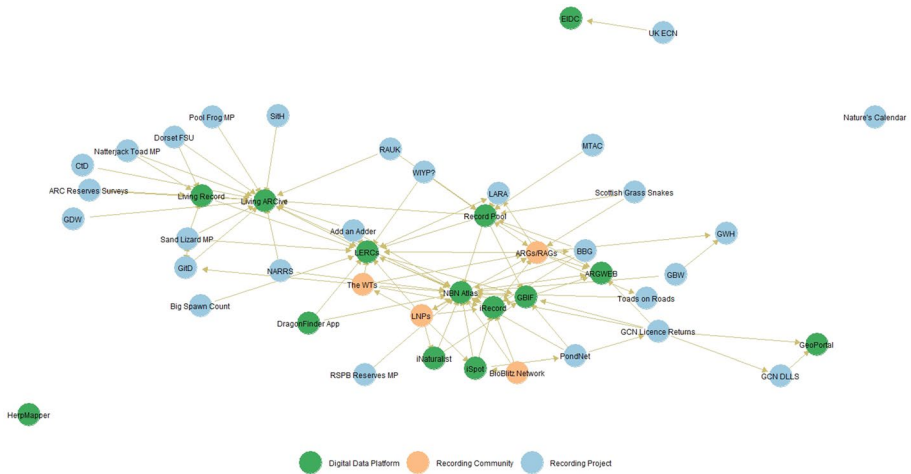 EIDC
UK ECN
Nature's Calendar
SitH
Pool Frog MP
Dorset FSU
Natterjack Toad MP
RAUK
MTAC
CtD
WIYP?
ARC Reserves Surveys
Living Record
Living ARCive
LARA
Scottish Grass Snakes
GDW
Record Pool
Add an Adder
GWH
Sand Lizard MP
LERCs
ARGs/RAGs
BBG
GitD
NARRS
ARGWEB
GBW
The WTs
NBN Atlas
GBIF
Toads on Roads
Big Spawn Count
iRecord
DragonFinder App
LNPs
GCN Licence Returns
GeoPortal
iNaturalist
PondNet
RSPB Reserves MP
iSpot
BioBlitz Network
GCN DLLS
HerpMapper
Digital Data Platform
Recording Community
Recording Project